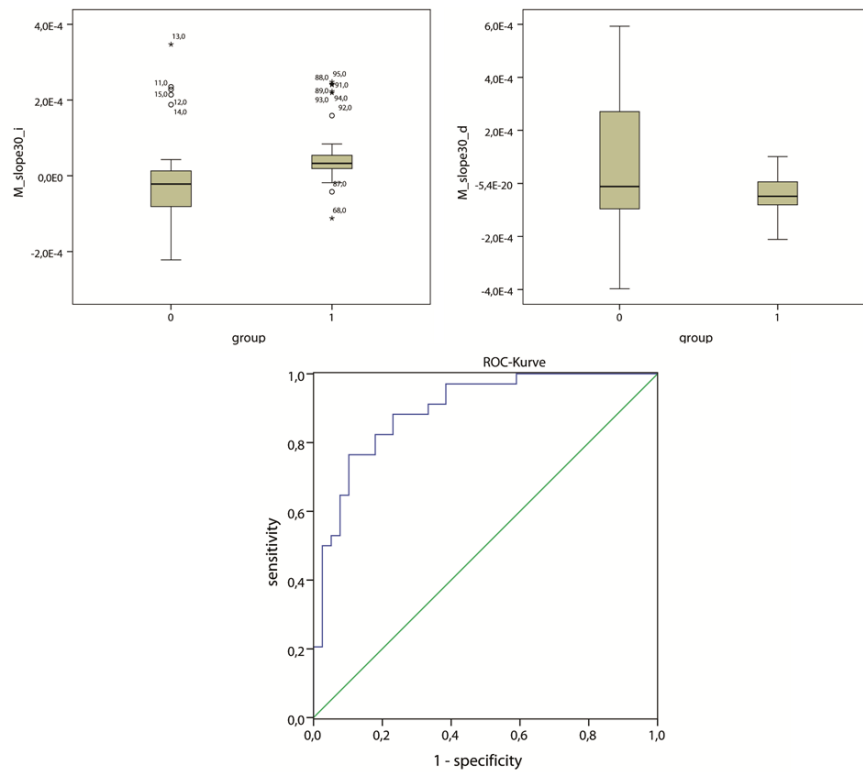 4,0E-4
2,0E-4
0,0E0
-2,0E-4
M_slope30_i
13,0
11,0
15,0
12,0
14,0
88,0
95,0
91,0
89,0
94,0
93,0
92,0
87,0
68,0
0
1
group
6,0E-4
4,0E-4
2,0E-4
-5,4E-20
-2,0E-4
-4,0E-4
M_slope30_d
0
1
group
ROC-Kurve
1,0
0,8
0,6
0,4
0,2
0,0
sensitivity
0,0
0,2
0,4
0,6
0,8
1,0
1 - specificity